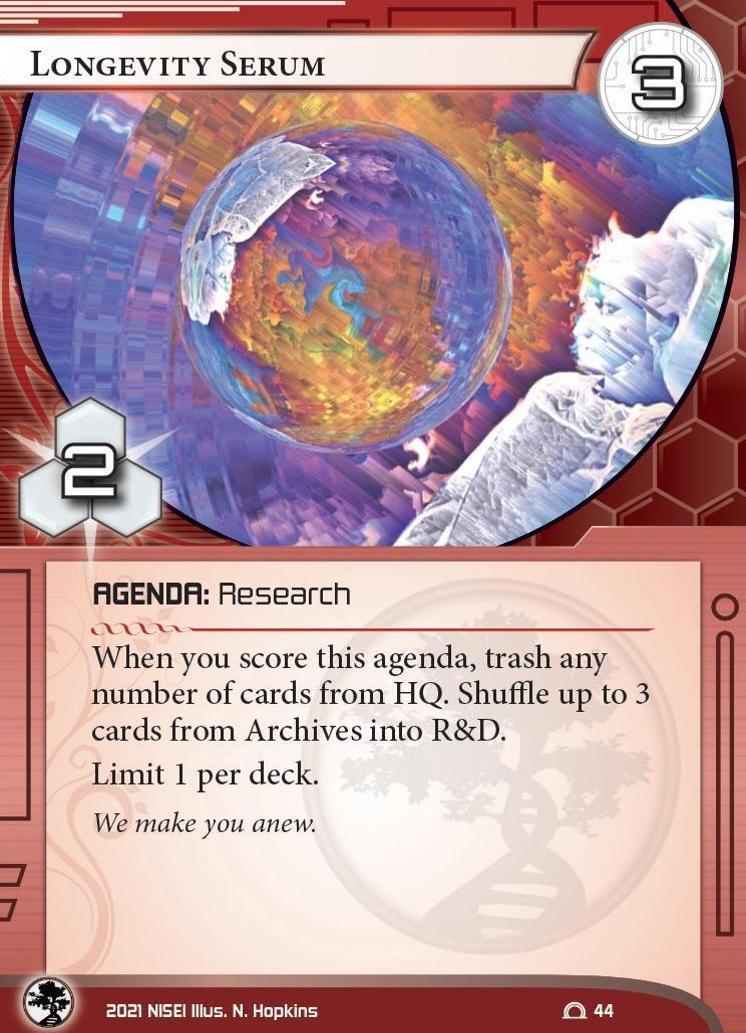 Longevity Serum
3
2
AGENDA: Research
When you score this agenda, trash any
number of cards from HQ. Shuffle up to 3
cards from Archives into R&D.
Limit 1 per deck.
We make you anew.
2021 NISEI Illus. N. Hopkins
44